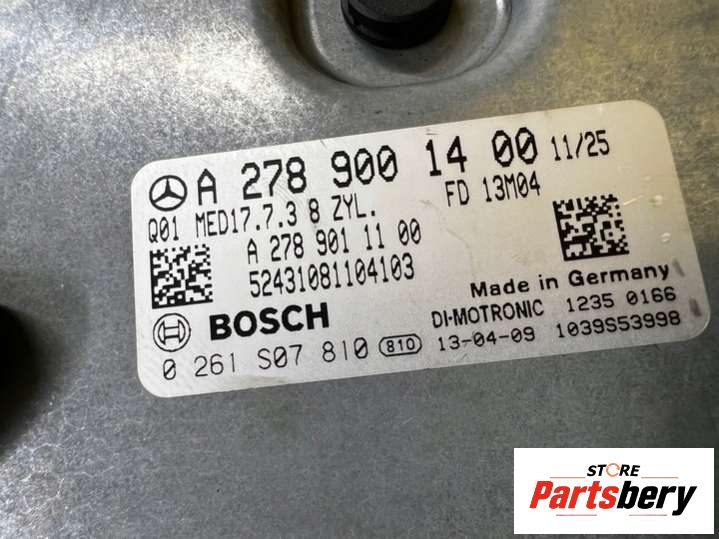 A 278 900 14 00 11/25
Q01 MED17.7.3 8 ZYL. FD 13M04
A 278 901 11 00
52431081104103
Made in Germany
BOSCH DI-MOTRONIC 1235 0166
0 261 S07 810 810 13-04-09 1039S53998
STORE
Partsbery